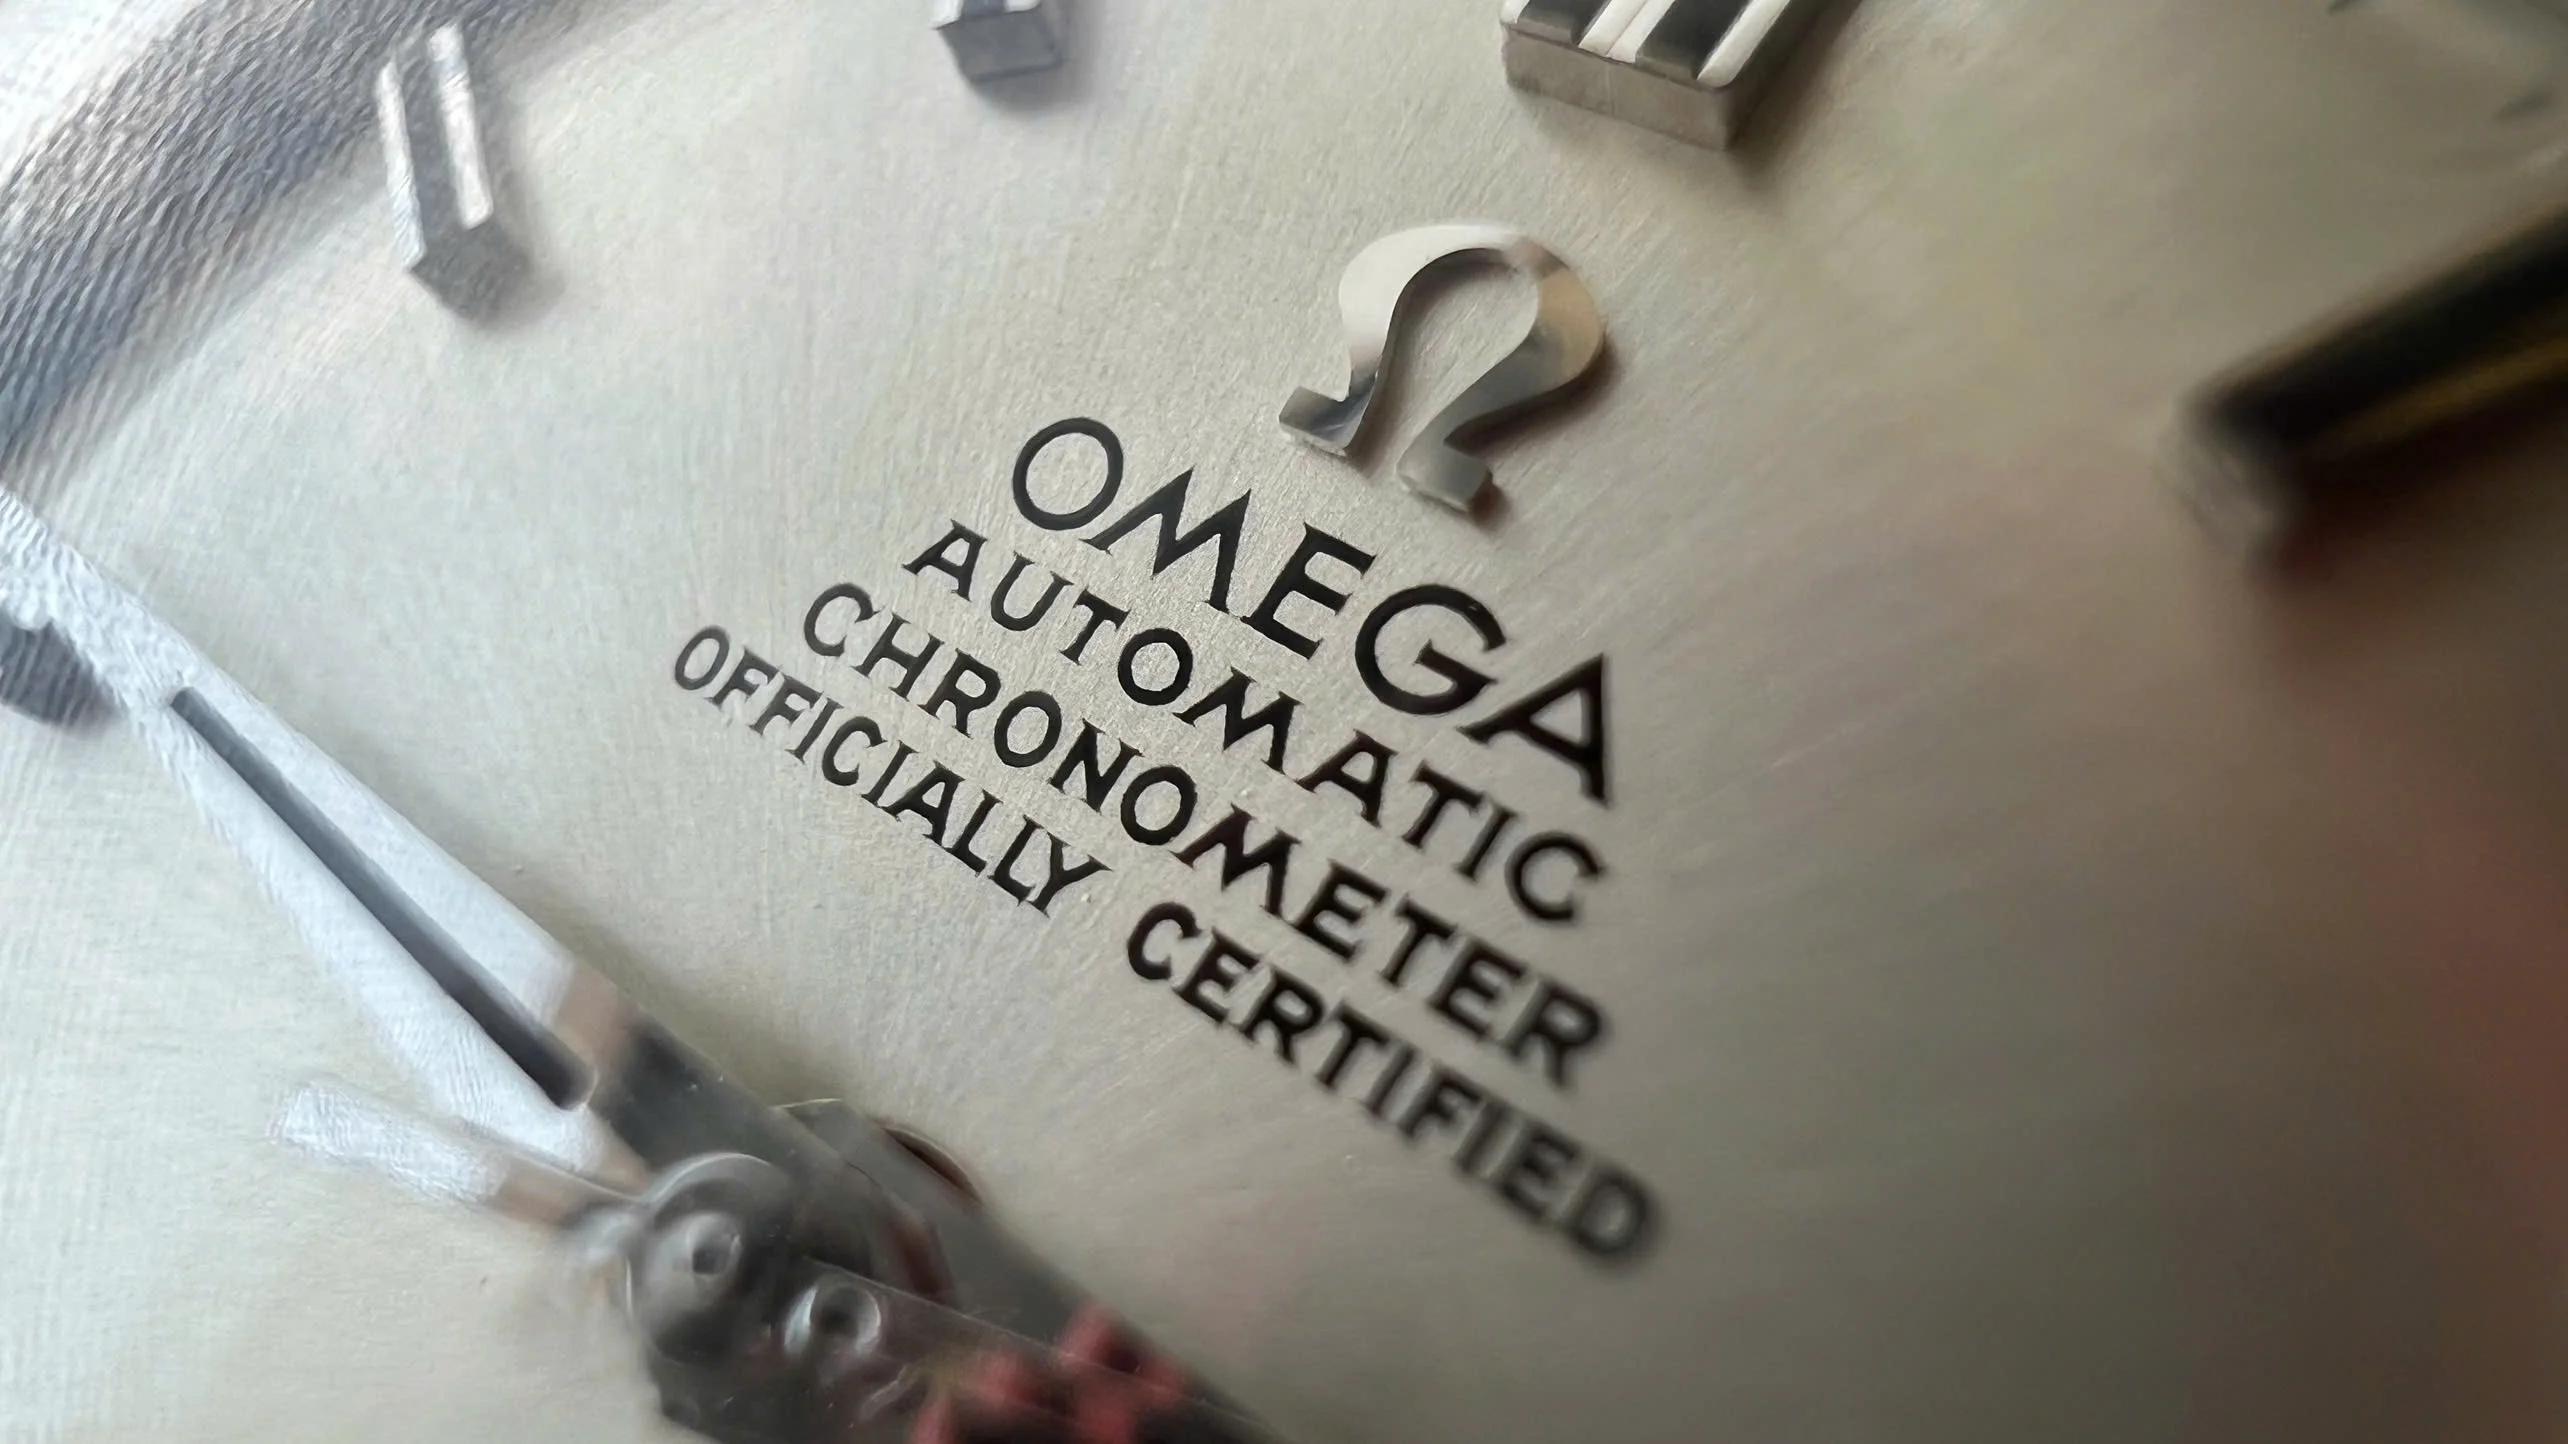 OMEGA
AUTOMATIC
CHRONOMETER
OFFICIALLY CERTIFIED